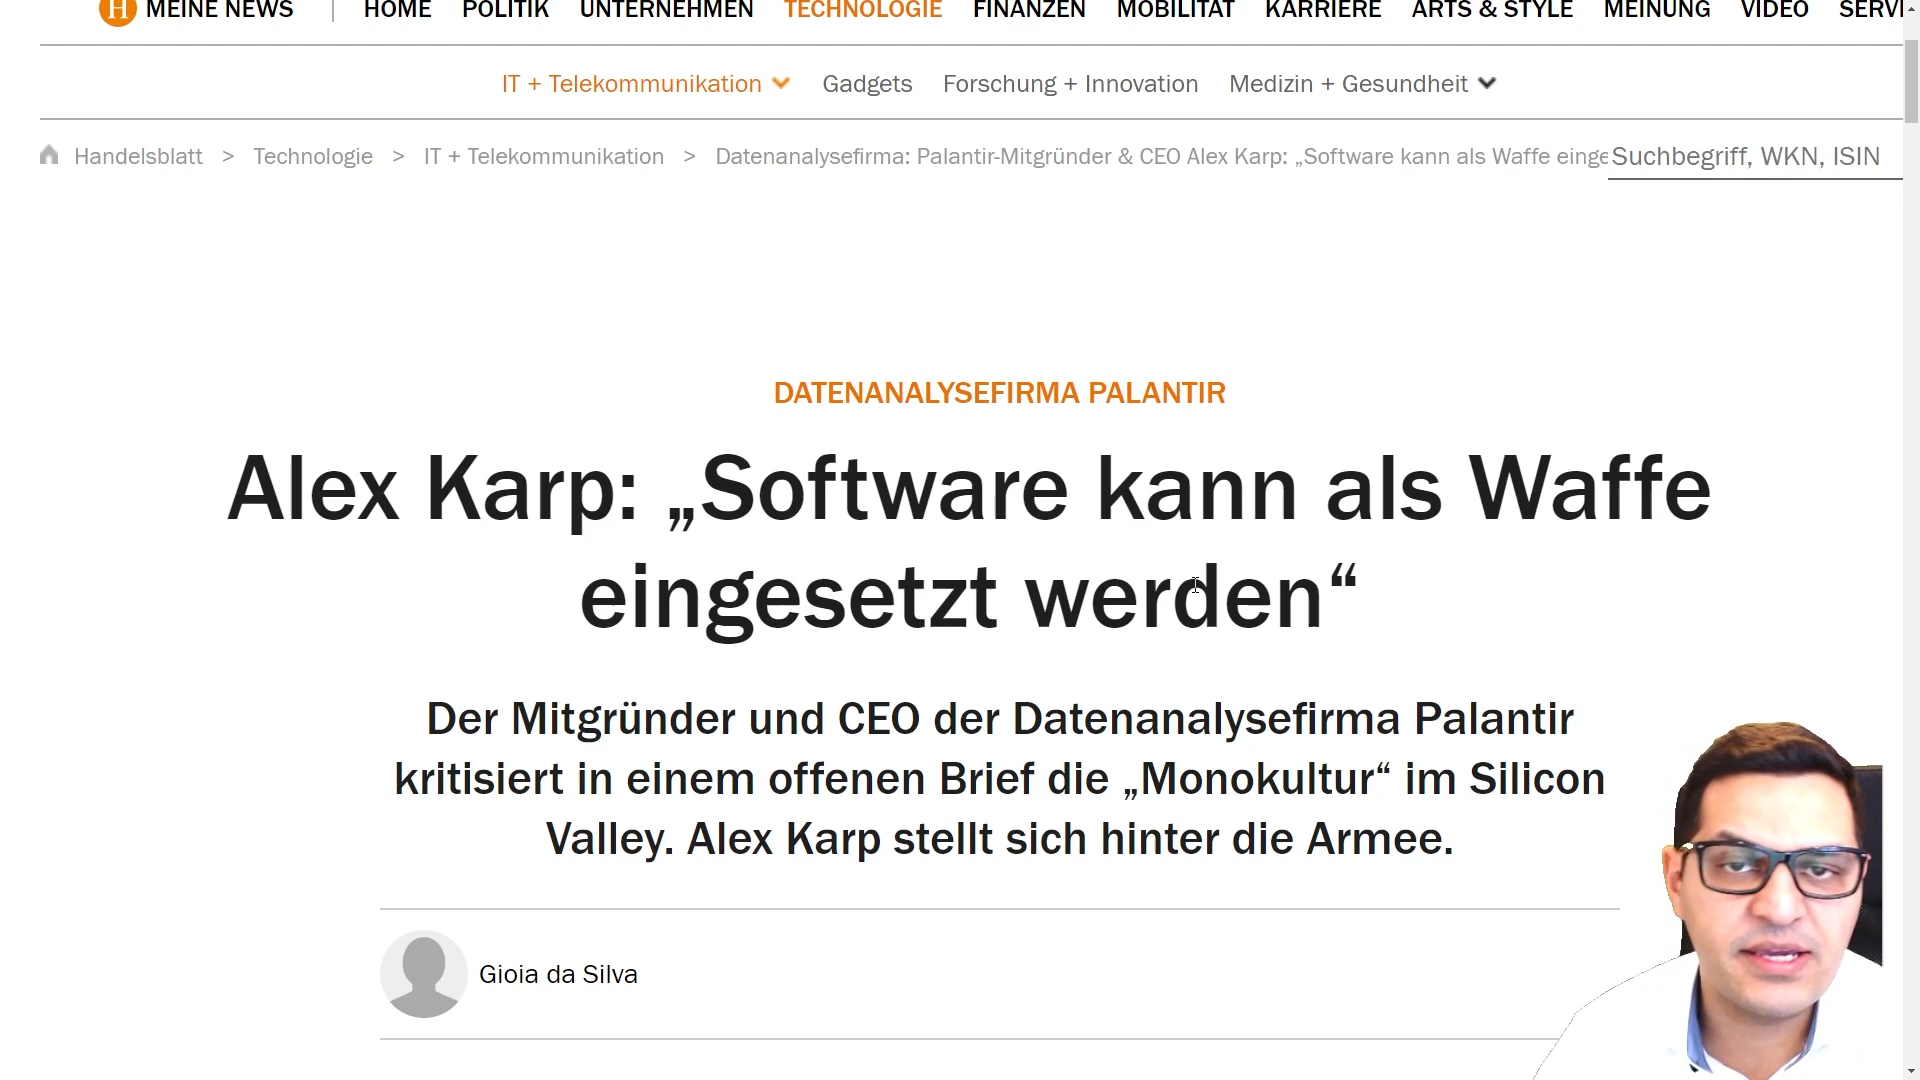 H MEINE NEWS HOME POLITIK UNTERNEHMEN TECHNOLOGIE FINANZEN MOBILITÄT KARRIERE ARTS & STYLE MEINUNG VIDEO SERVI
IT + Telekommunikation Gadgets Forschung + Innovation Medizin + Gesundheit
Handelsblatt > Technologie > IT + Telekommunikation > Datenanalysefirma: Palantir-Mitgründer & CEO Alex Karp: „Software kann als Waffe einge Suchbegriff, WKN, ISIN
DATENANALYSEFIRMA PALANTIR
Alex Karp: „Software kann als Waffe
eingesetzt werden“
Der Mitgründer und CEO der Datenanalysefirma Palantir
kritisiert in einem offenen Brief die „Monokultur“ im Silicon
Valley. Alex Karp stellt sich hinter die Armee.
Gioia da Silva